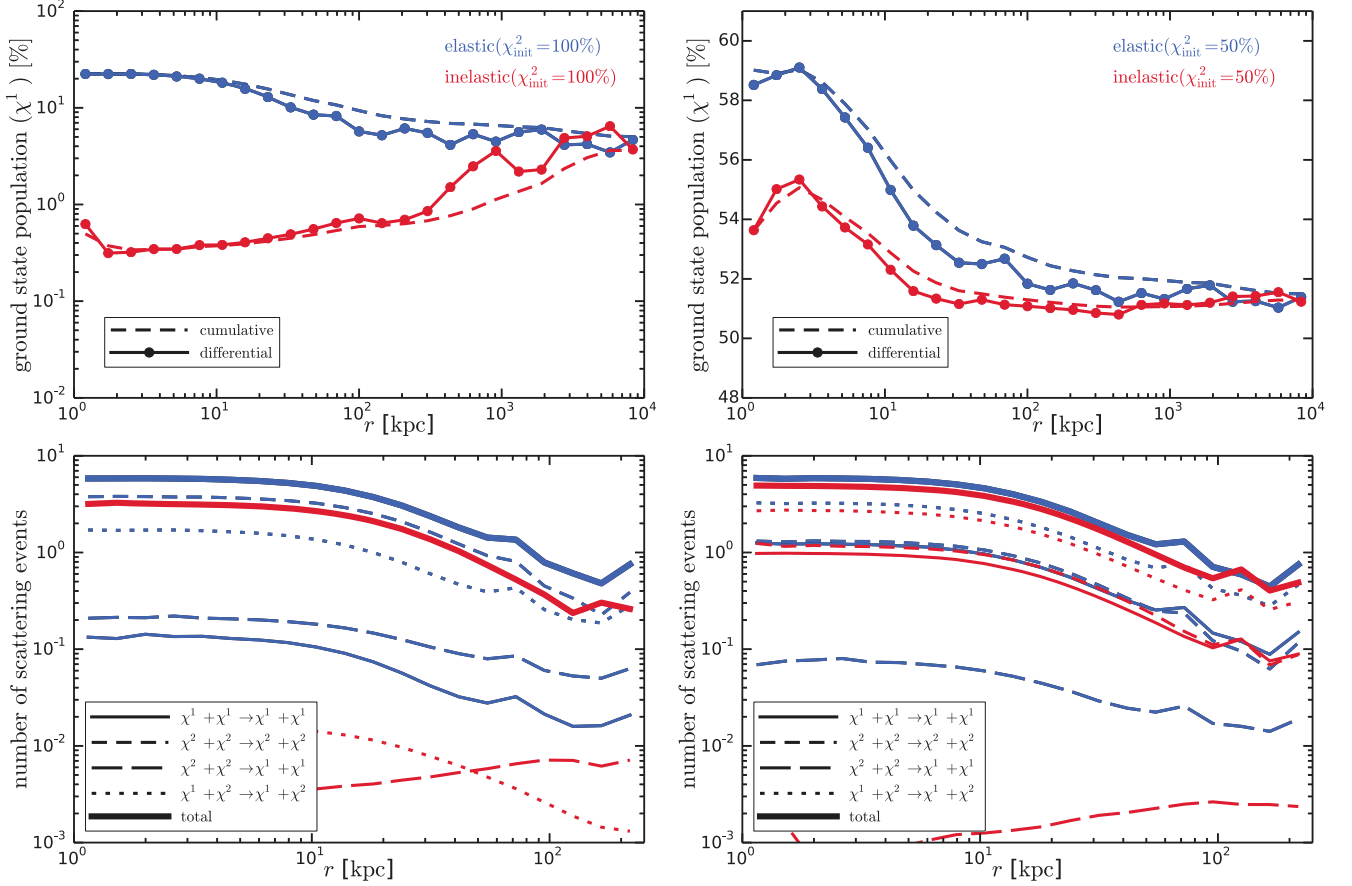 ground state population (χ¹) [%]
10² 10¹ 10⁰ 10⁻¹ 10⁻²
elastic(χ²init=100%)
inelastic(χ²init=100%)
cumulative
differential
10⁰ 10¹ 10² 10³ 10⁴
r [kpc]
ground state population (χ¹) [%]
60 58 56 54 52 50 48
elastic(χ²init=50%)
inelastic(χ²init=50%)
cumulative
differential
10⁰ 10¹ 10² 10³ 10⁴
r [kpc]
number of scattering events
10¹ 10⁰ 10⁻¹ 10⁻² 10⁻³
χ¹ +χ¹ →χ¹ +χ¹
χ² +χ² →χ² +χ²
χ² +χ² →χ¹ +χ¹
χ¹ +χ² →χ¹ +χ²
total
10⁰ 10¹ 10²
r [kpc]
number of scattering events
10¹ 10⁰ 10⁻¹ 10⁻² 10⁻³
χ¹ +χ¹ →χ¹ +χ¹
χ² +χ² →χ² +χ²
χ² +χ² →χ¹ +χ¹
χ¹ +χ² →χ¹ +χ²
total
10⁰ 10¹ 10²
r [kpc]